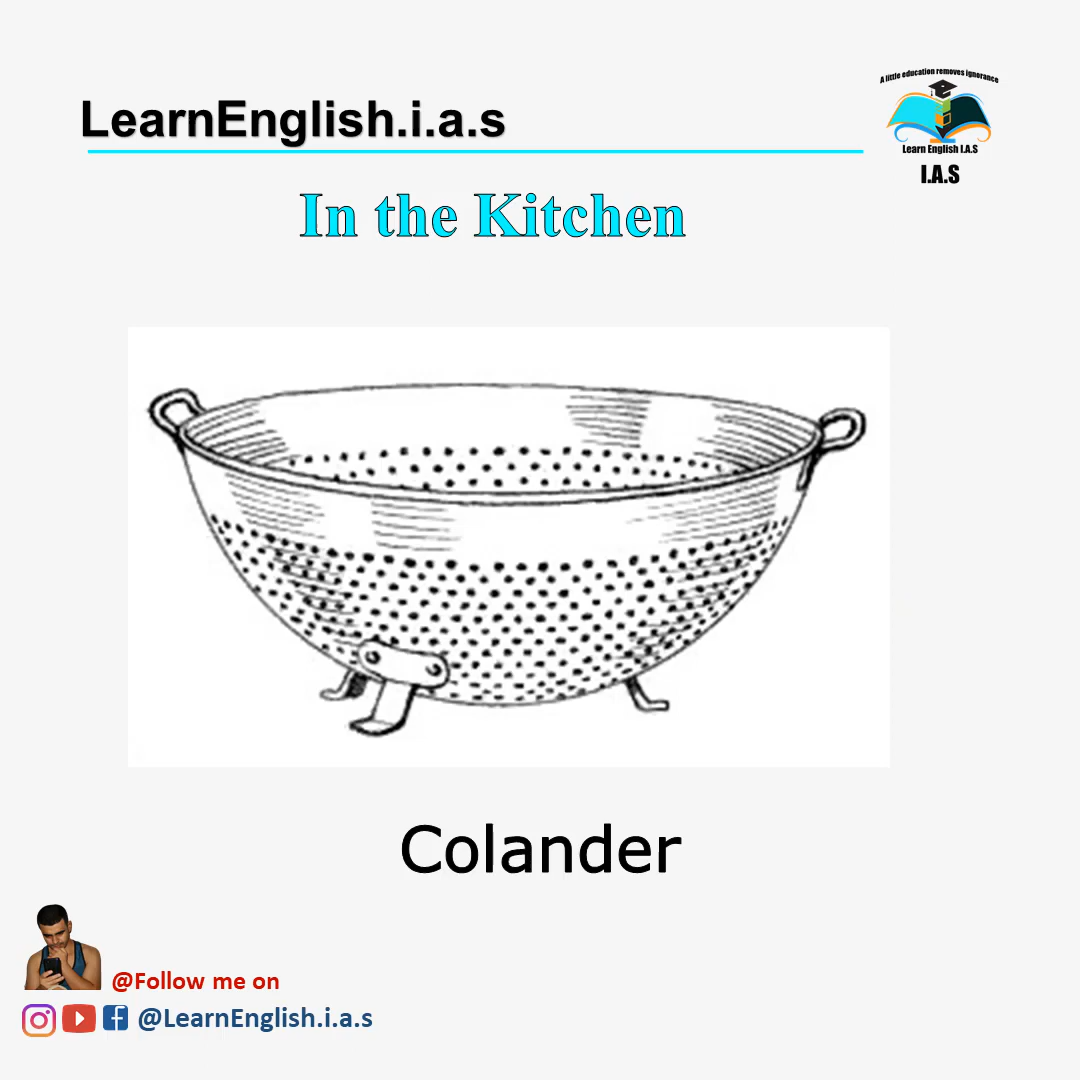 A little education removes ignorance
LearnEnglish.i.a.s
Learn English I.A.S
I.A.S
In the Kitchen
Colander
@Follow me on
@LearnEnglish.i.a.s